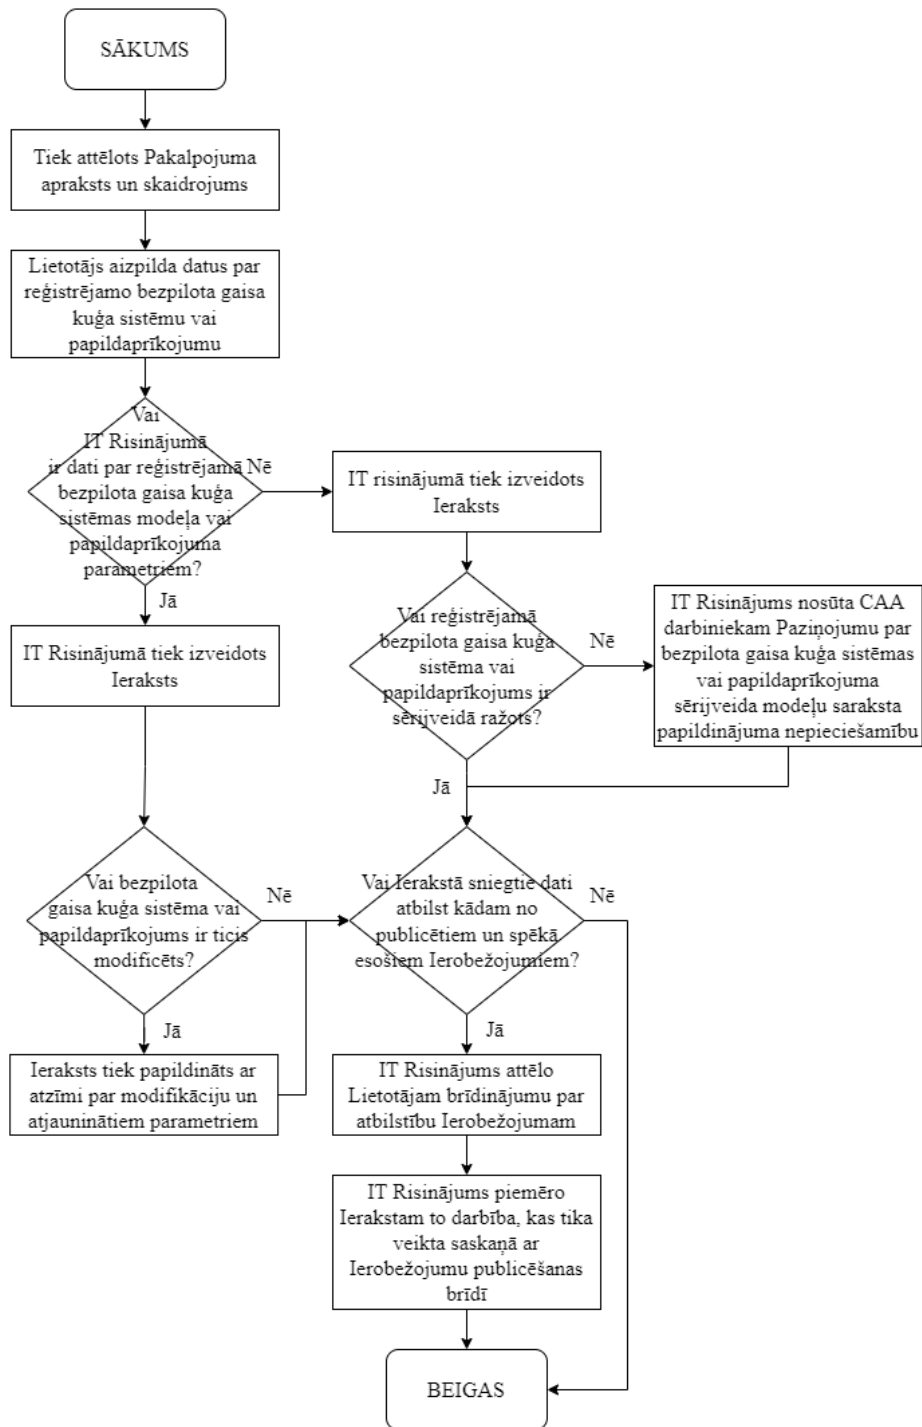 SĀKUMS
Tiek attēlots Pakalpojuma
apraksts un skaidrojums
Lietotājs aizpilda datus par
reģistrējamo bezpilota gaisa
kuģa sistēmu vai
papildaprīkojumu
Vai
IT Risinājumā
ir dati par reģistrējamā
bezpilota gaisa kuģa
sistēmas modeļa vai
papildaprīkojuma
parametriem?
Nē
IT risinājumā tiek izveidots
Ieraksts
Jā
IT Risinājumā tiek izveidots
Ieraksts
Vai reģistrējamā
bezpilota gaisa kuģa
sistēma vai
papildaprīkojums ir
sērijveidā ražots?
Nē
IT Risinājums nosūta CAA
darbiniekam Paziņojumu par
bezpilota gaisa kuģa sistēmas
vai papildaprīkojuma
sērijveida modeļu saraksta
papildinājuma nepieciešamību
Jā
Vai bezpilota
gaisa kuģa sistēma vai
papildaprīkojums ir ticis
modificēts?
Nē
Vai Ierakstā sniegtie dati
atbilst kādam no
publicētiem un spēkā
esošiem Ierobežojumiem?
Nē
Jā
Ieraksts tiek papildināts ar
atzīmi par modifikāciju un
atjauninātiem parametriem
Jā
IT Risinājums attēlo
Lietotājam brīdinājumu par
atbilstību Ierobežojumam
IT Risinājums piemēro
Ierakstam to darbība, kas tika
veikta saskaņā ar
Ierobežojumu publicēšanas
brīdī
BEIGAS